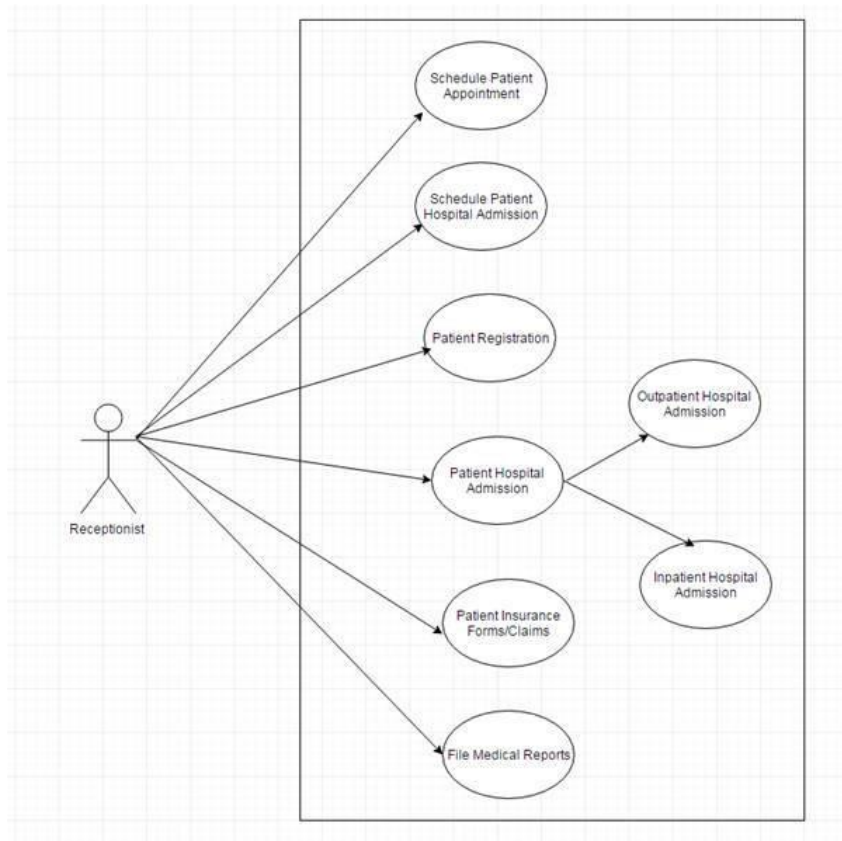 Schedule Patient
Appointment
Schedule Patient
Hospital Admission
Patient Registration
Outpatient Hospital
Admission
Patient Hospital
Admission
Receptionist
Inpatient Hospital
Admission
Patient Insurance
Forms/Claims
File Medical Reports